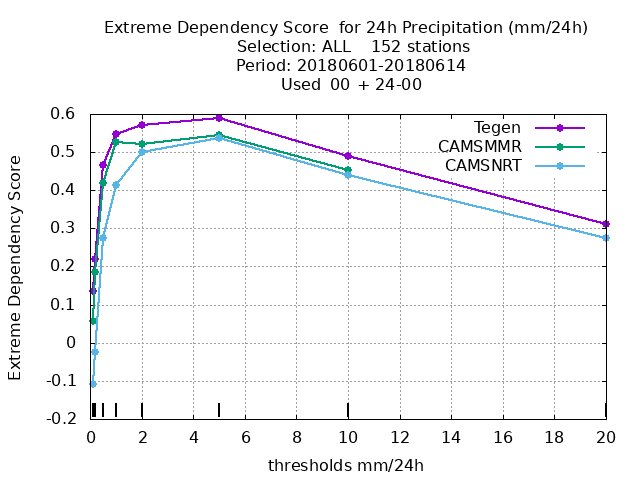 Extreme Dependency Score  for 24h Precipitation (mm/24h)
Selection: ALL    152 stations
Period: 20180601-20180614
Used  00 + 24-00
Extreme Dependency Score
0.6
0.5
0.4
0.3
0.2
0.1
0
-0.1
-0.2
Tegen
CAMSMMR
CAMSNRT
0 2 4 6 8 10 12 14 16 18 20
thresholds mm/24h